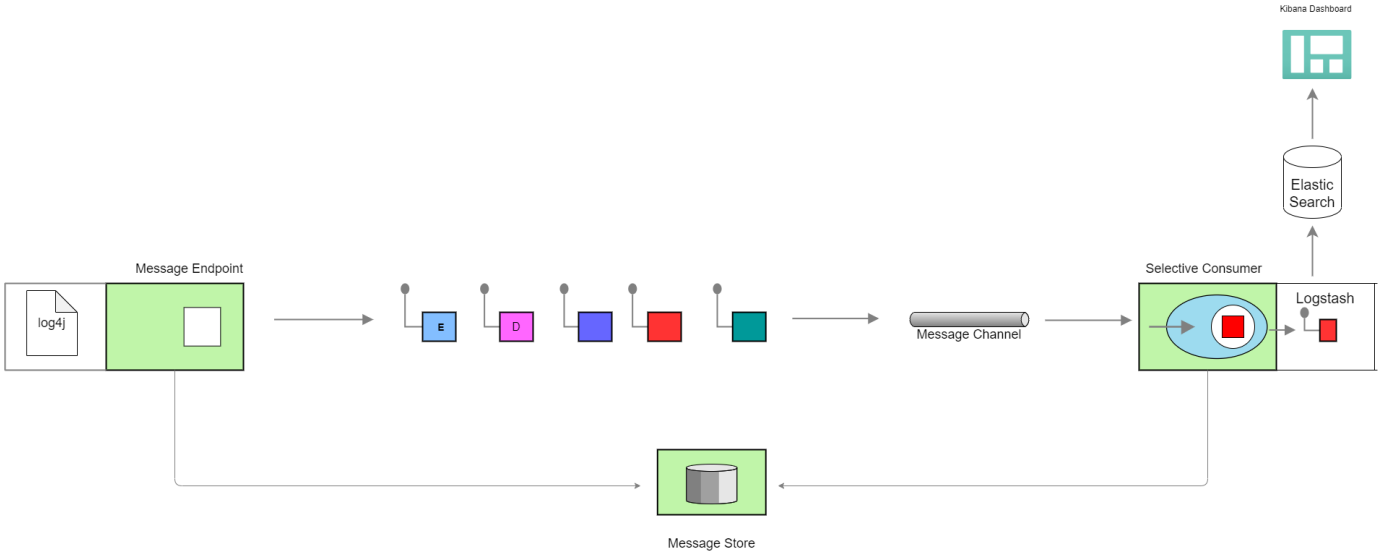 Kibana Dashboard
Elastic
Search
Message Endpoint
Selective Consumer
log4j
E
D
Message Channel
Logstash
Message Store